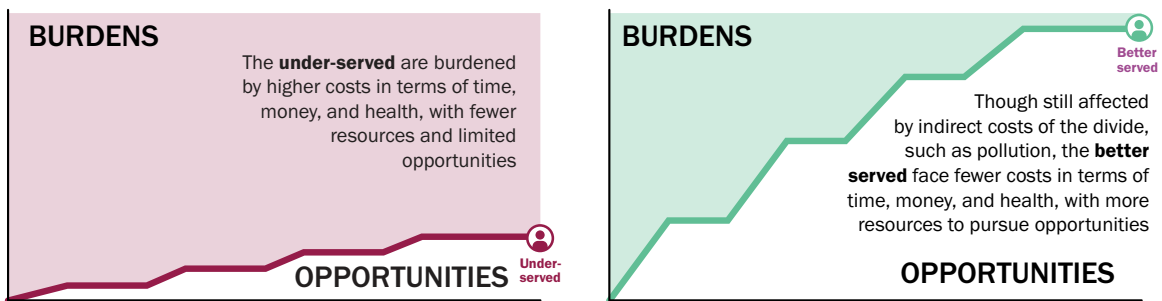 BURDENS
The under-served are burdened
by higher costs in terms of time,
money, and health, with fewer
resources and limited
opportunities
OPPORTUNITIES
Under-
served
BURDENS
Better
served
Though still affected
by indirect costs of the divide,
such as pollution, the better
served face fewer costs in terms of
time, money, and health, with more
resources to pursue opportunities
OPPORTUNITIES